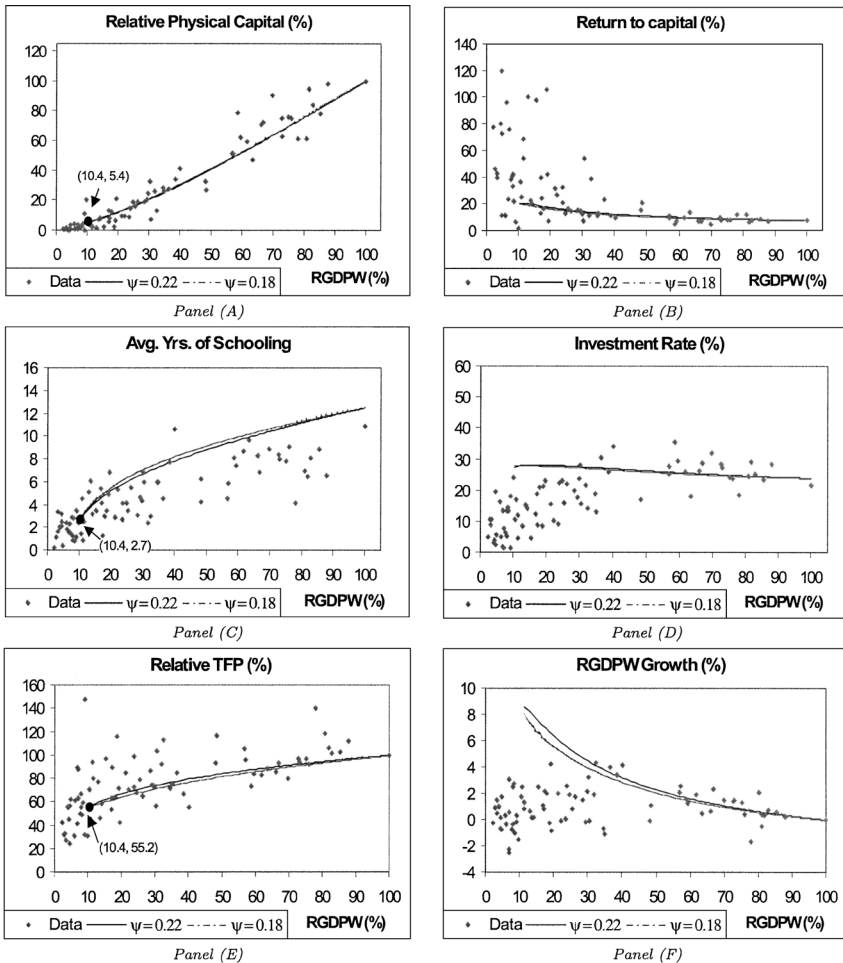 Relative Physical Capital (%)
120
100
80
60
40
20
0
(10.4, 5.4)
0 10 20 30 40 50 60 70 80 90 100
Data ψ=0.22 ψ=0.18 RGDPW(%)
Panel (A)
Return to capital (%)
140
120
100
80
60
40
20
0
0 10 20 30 40 50 60 70 80 90 100
Data ψ=0.22 ψ=0.18 RGDPW(%)
Panel (B)
Avg. Yrs. of Schooling
16
14
12
10
8
6
4
2
0
(10.4, 2.7)
0 10 20 30 40 50 60 70 80 90 100
Data ψ=0.22 ψ=0.18 RGDPW(%)
Panel (C)
Investment Rate (%)
60
50
40
30
20
10
0
0 10 20 30 40 50 60 70 80 90 100
Data ψ=0.22 ψ=0.18 RGDPW(%)
Panel (D)
Relative TFP (%)
160
140
120
100
80
60
40
20
0
(10.4, 55.2)
0 10 20 30 40 50 60 70 80 90 100
Data ψ=0.22 ψ=0.18 RGDPW(%)
Panel (E)
RGDPW Growth (%)
10
8
6
4
2
0
-2
-4
0 10 20 30 40 50 60 70 80 90 100
Data ψ=0.22 ψ=0.18 RGDPW(%)
Panel (F)